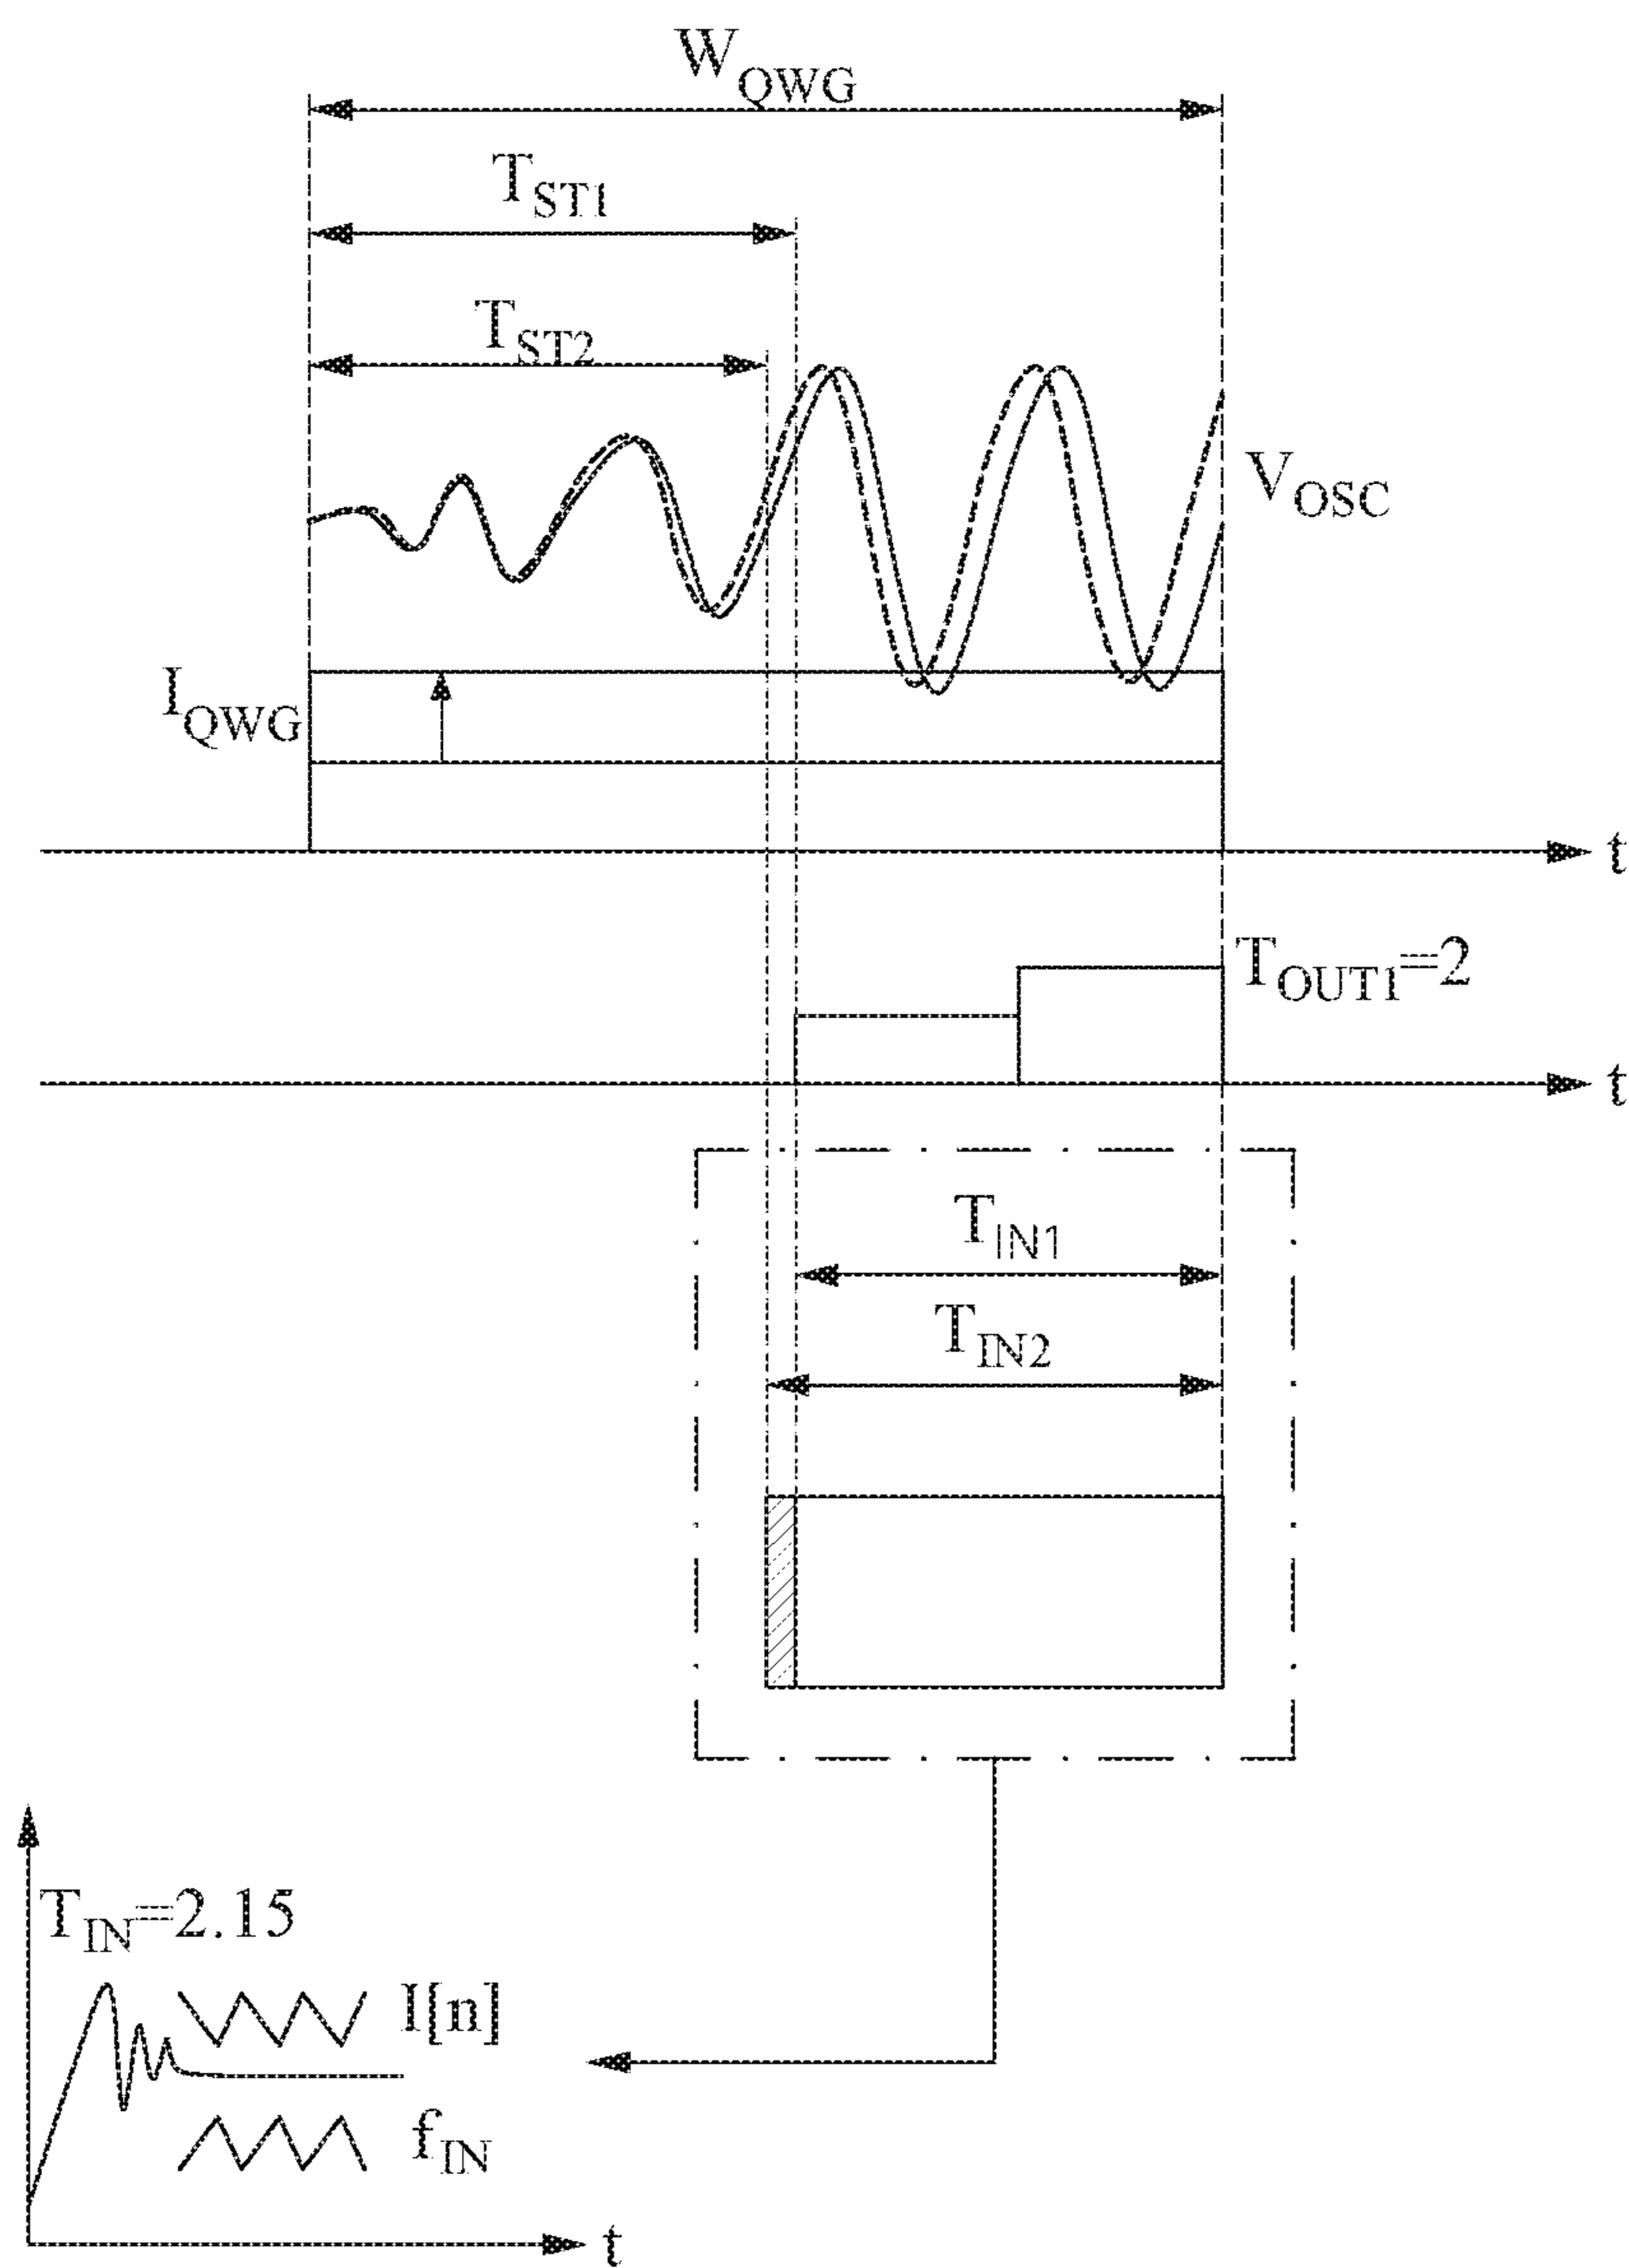 W_QWG
T_ST1
T_ST2
V_OSC
I_QWG
t
T_OUT1=2
t
T_IN1
T_IN2
T_IN=2.15
I[n]
f_IN
t